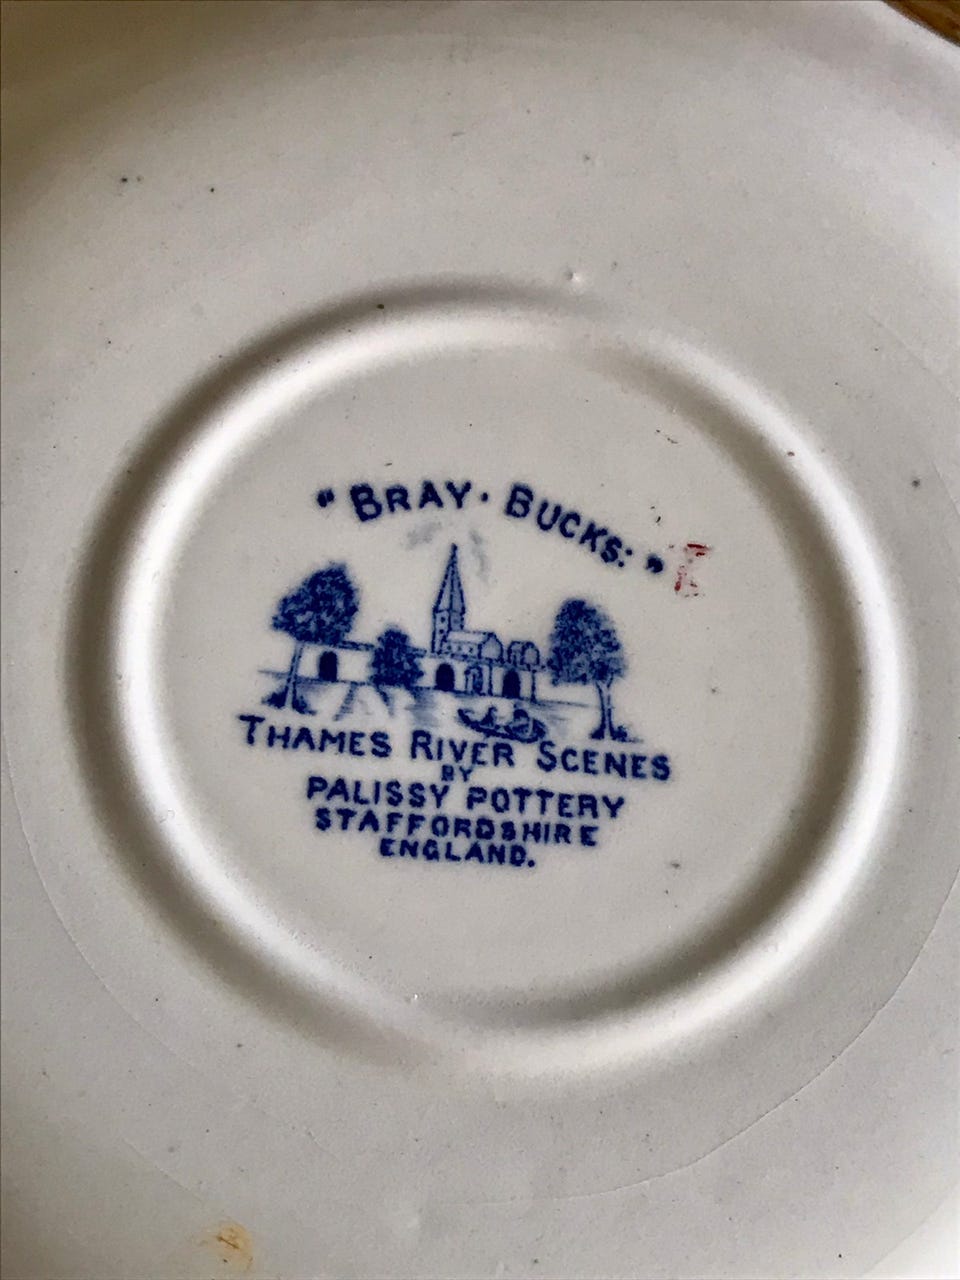 "BRAY · BUCKS: "
THAMES RIVER SCENES
BY
PALISSY POTTERY
STAFFORDSHIRE
ENGLAND.